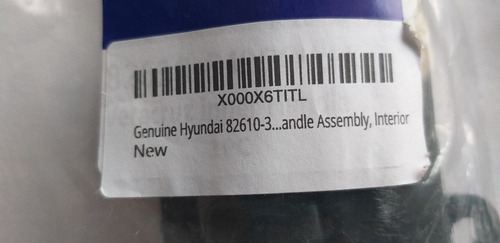 X000X6TITL
Genuine Hyundai 82610-3...andle Assembly, Interior
New